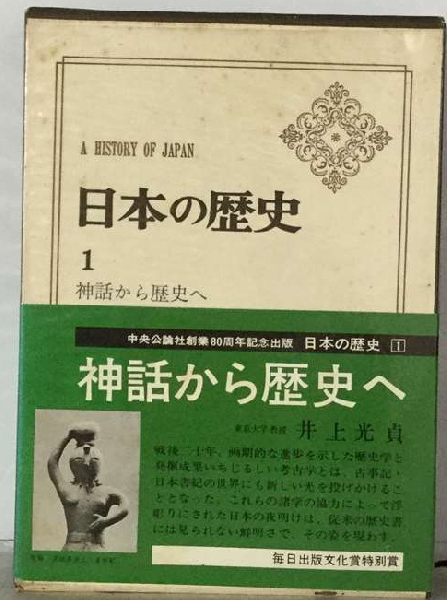 A HISTORY OF JAPAN
日本の歴史
1
神話から歴史へ
中央公論社創業80周年記念出版 日本の歴史 1
神話から歴史へ
東京大学教授 井上光貞
戦後二十年、画期的な進歩を示した歴史学と
発掘成果いちじるしい考古学とは、古事記・
日本書紀の世界にも新しい光を投げかけるこ
ととなった。これらの諸学の協力によって浮
彫りにされた日本の夜明けは、従来の歴史書
には見られない鮮明さで、その姿を現わす。
毎日出版文化賞特別賞